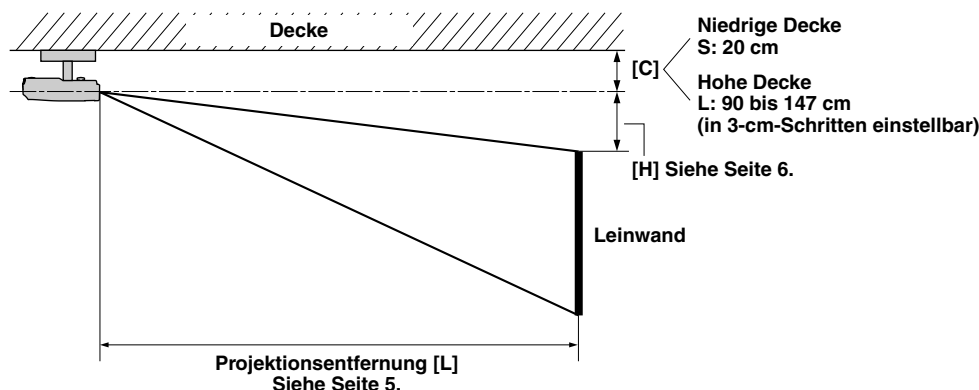 Decke
[C]
Niedrige Decke
S: 20 cm
Hohe Decke
L: 90 bis 147 cm
(in 3-cm-Schritten einstellbar)
[H] Siehe Seite 6.
Leinwand
Projektionsentfernung [L]
Siehe Seite 5.